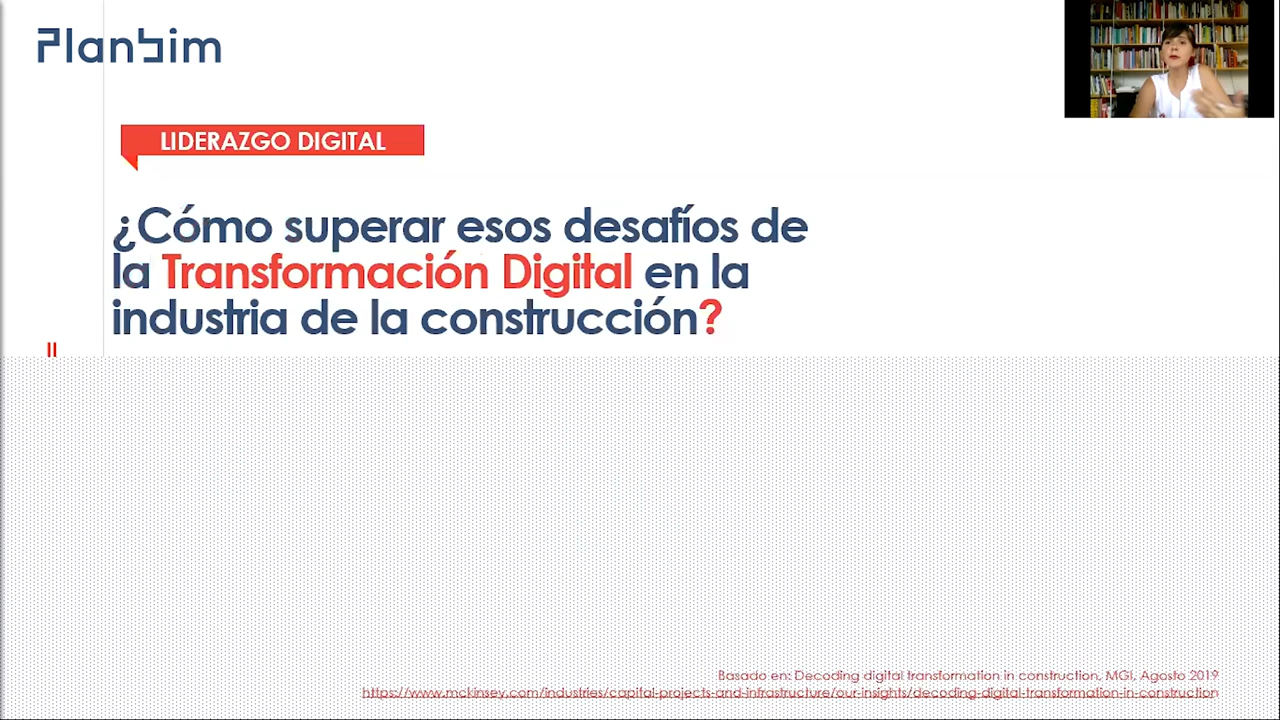 Planbim
LIDERAZGO DIGITAL
¿Cómo superar esos desafíos de
la Transformación Digital en la
industria de la construcción?
II
Basado en: Decoding digital transformation in construction, MGI, Agosto 2019
https://www.mckinsey.com/industries/capital-projects-and-infrastructure/our-insights/decoding-digital-transformation-in-construction